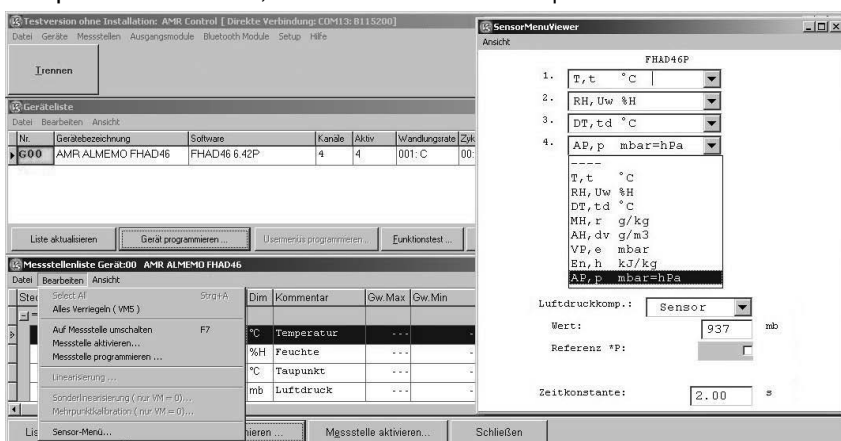 Testversion ohne Installation: AMR Control [ Direkte Verbindung: COM13: B115200]
Datei Geräte Messstellen Ausgangsmodule Bluetooth Module Setup Hilfe
Trennen
Geräteliste
Datei Bearbeiten Ansicht
Nr. Gerätebezeichnung Software Kanäle Aktiv Wandlungsrate Zyk
G00 AMR ALMEMO FHAD46 FHAD46 6.42P 4 4 001: C 00:
Liste aktualisieren Gerät programmieren ... Usermenüs programmieren... Funktionstest ...
Messstellenliste Gerät:00 AMR ALMEMO FHAD46
Datei Bearbeiten Ansicht
Stec Dim Kommentar Gw.Max Gw.Min
°C Temperatur ---
%H Feuchte ---
°C Taupunkt ---
mb Luftdruck ---
Select All Strg+A
Alles Verriegeln ( VM5 )
Auf Messstelle umschalten F7
Messstelle aktivieren...
Messstelle programmieren ...
Linearisierung ...
Sonderlinearisierung ( nur VM = 0)...
Mehrpunktkalibration ( nur VM = 0)...
Sensor-Menü...
Lis nieren ... Messstelle aktivieren... Schließen
SensorMenuViewer
Ansicht
FHAD46P
1. T,t °C
2. RH,Uw %H
3. DT,td °C
4. AP,p mbar=hPa
----
T,t °C
RH,Uw %H
DT,td °C
MH,r g/kg
AH,dv g/m3
VP,e mbar
En,h kJ/kg
AP,p mbar=hPa
Luftdruckkomp.: Sensor
Wert: 937 mb
Referenz *P:
Zeitkonstante: 2.00 s